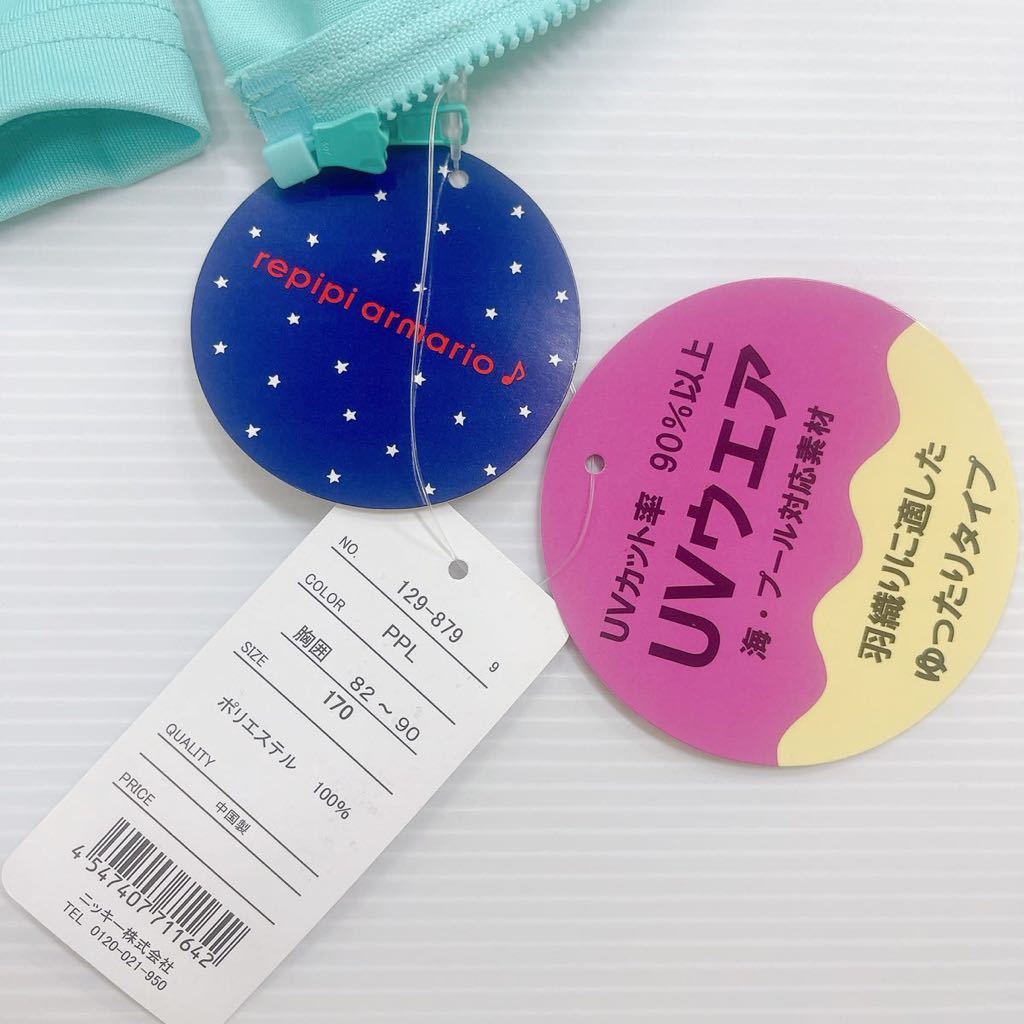 repipi armario♪
UVカット率 90%以上
UVウエア
海・プール対応素材
羽織りに適した
ゆったりタイプ
NO. 129-879 9
COLOR PPL
胸囲 82～90
SIZE 170
ポリエステル 100%
QUALITY
中国製
PRICE
4547407711642
ニッキー株式会社
TEL 0120-021-950